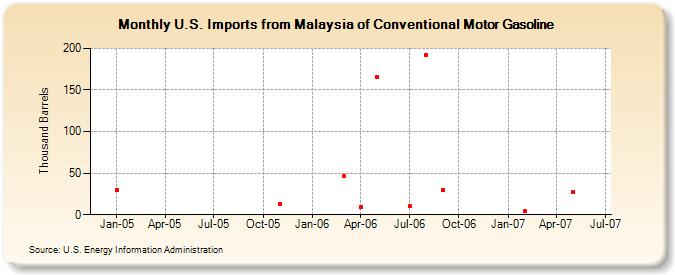 Monthly U.S. Imports from Malaysia of Conventional Motor Gasoline
Thousand Barrels
200
150
100
50
0
Jan-05 Apr-05 Jul-05 Oct-05 Jan-06 Apr-06 Jul-06 Oct-06 Jan-07 Apr-07 Jul-07
Source: U.S. Energy Information Administration